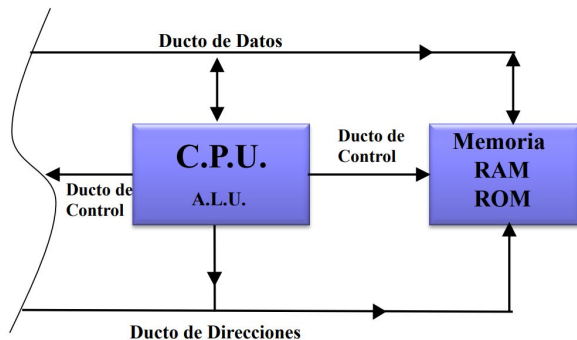 Ducto de Datos
C.P.U.
A.L.U.
Ducto de
Control
Memoria
RAM
ROM
Ducto de
Control
Ducto de Direcciones